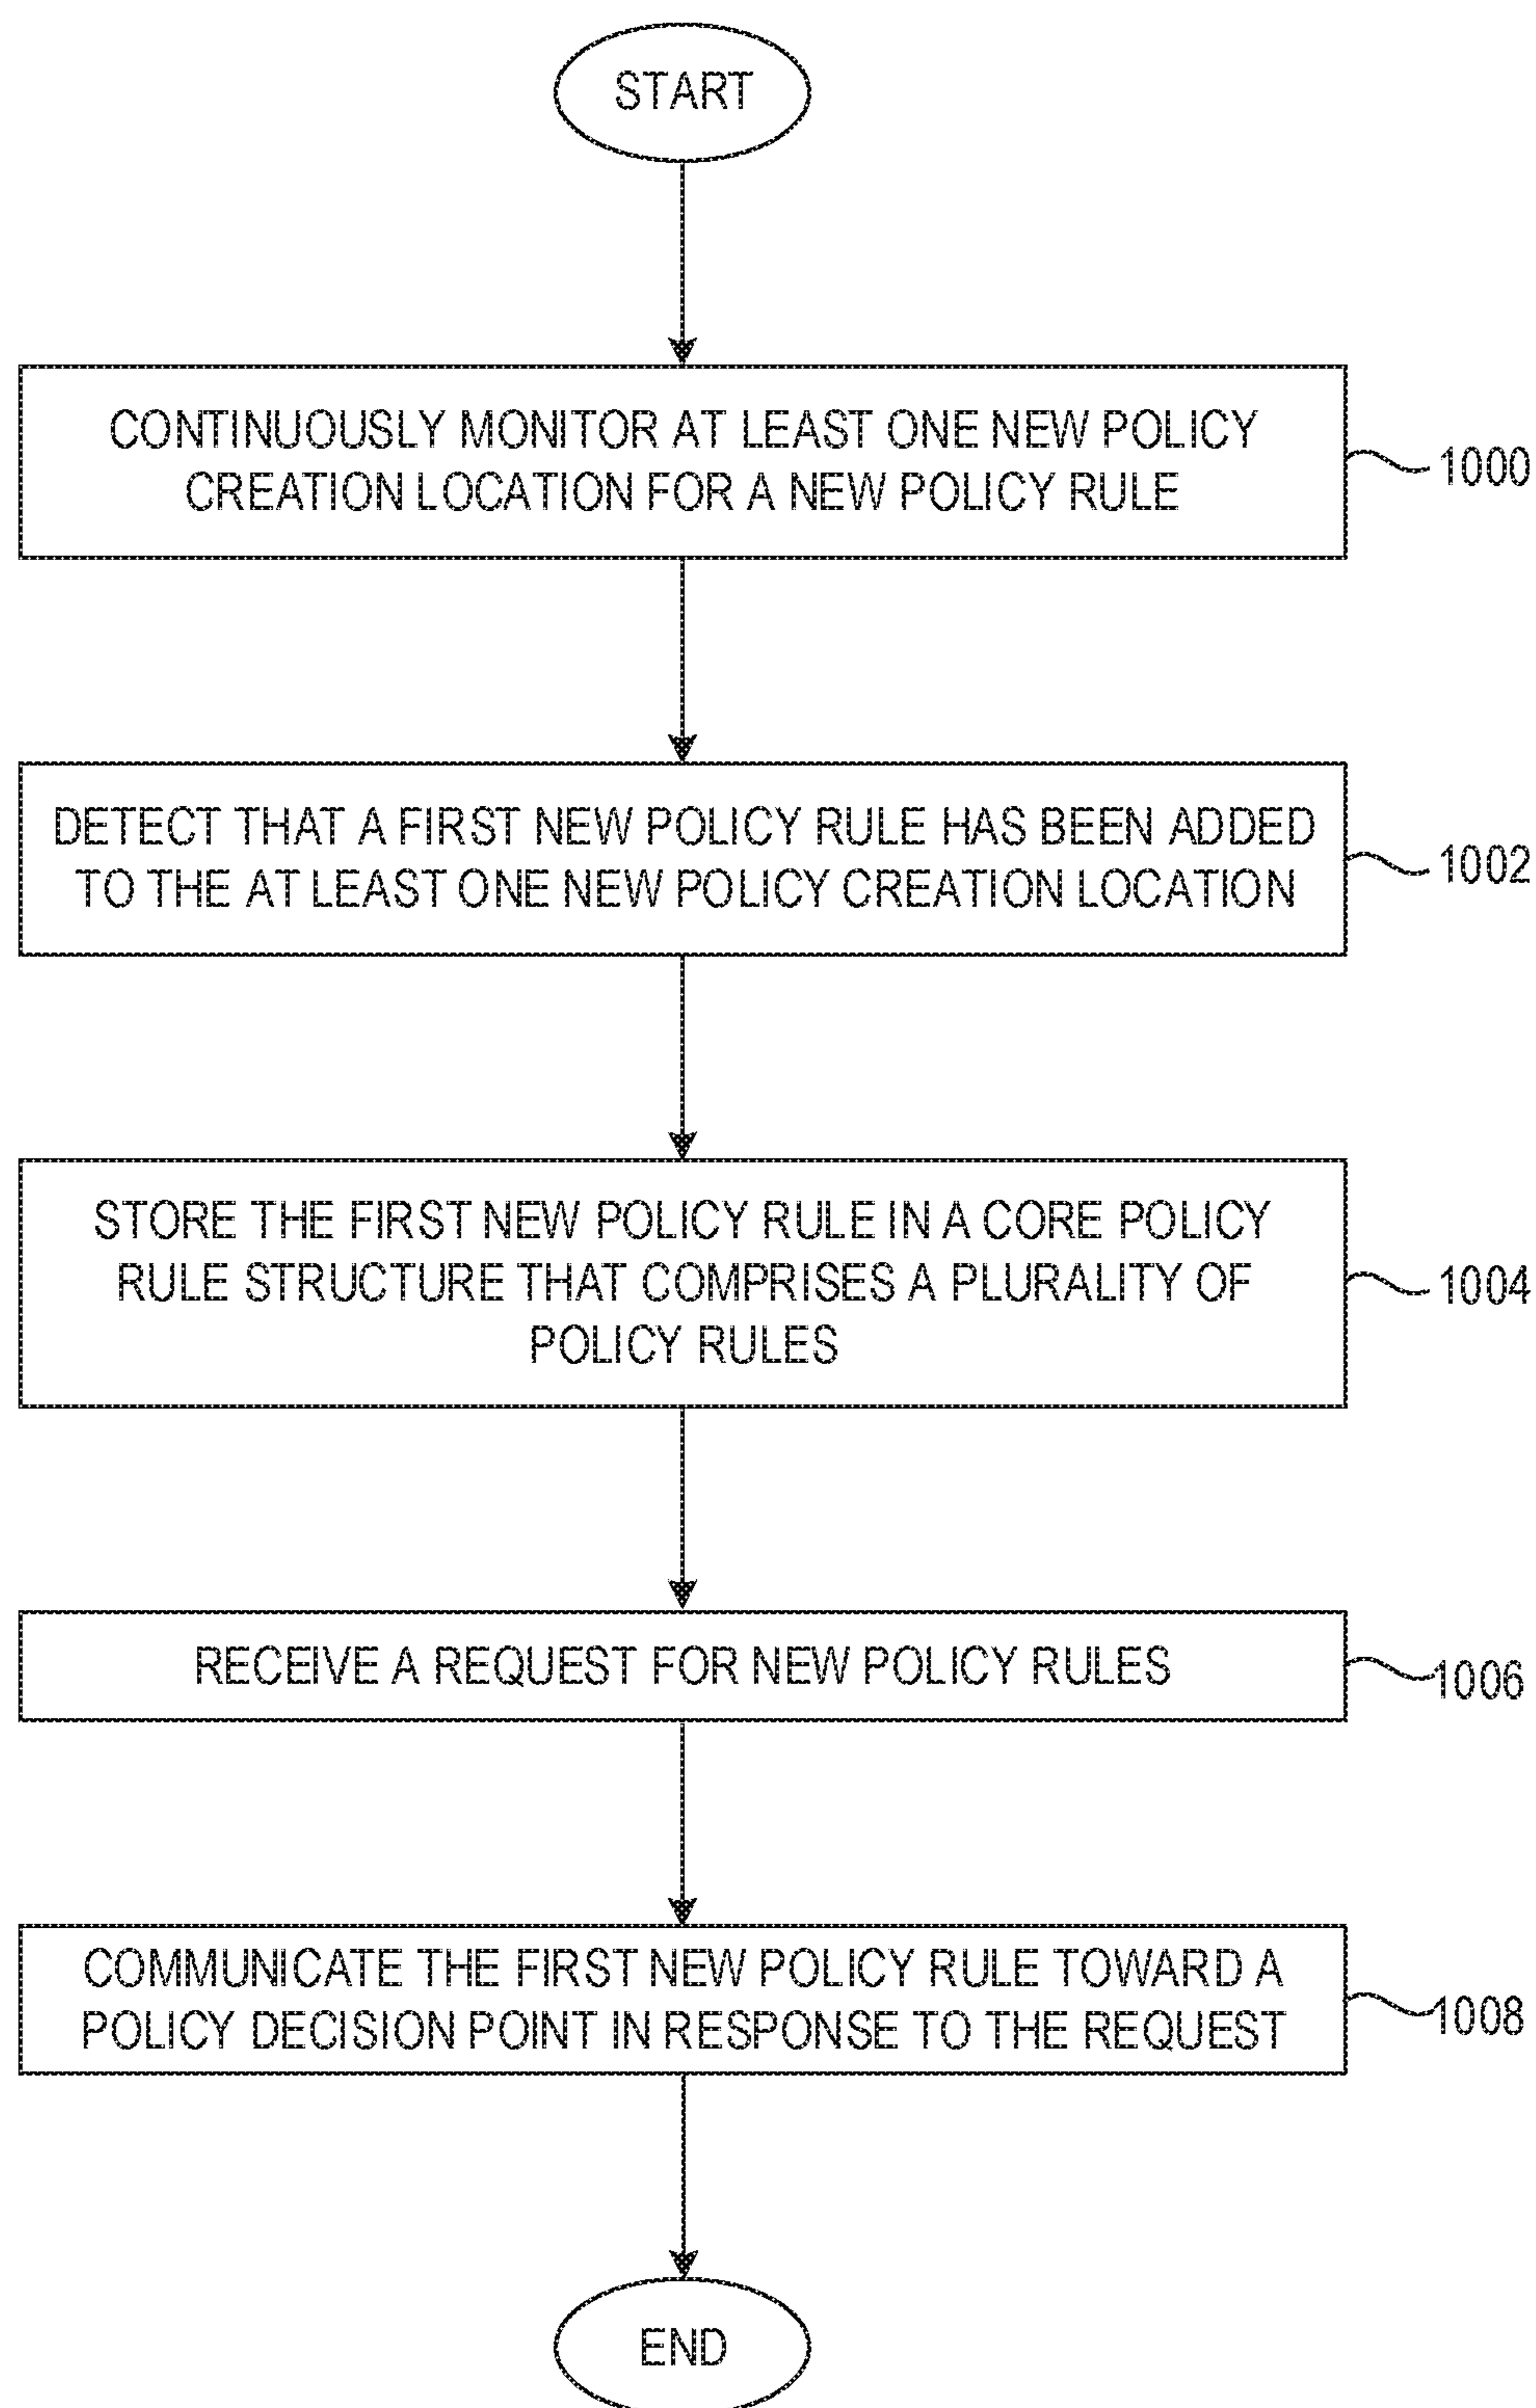 START
CONTINUOUSLY MONITOR AT LEAST ONE NEW POLICY
CREATION LOCATION FOR A NEW POLICY RULE
1000
DETECT THAT A FIRST NEW POLICY RULE HAS BEEN ADDED
TO THE AT LEAST ONE NEW POLICY CREATION LOCATION
1002
STORE THE FIRST NEW POLICY RULE IN A CORE POLICY
RULE STRUCTURE THAT COMPRISES A PLURALITY OF
POLICY RULES
1004
RECEIVE A REQUEST FOR NEW POLICY RULES
1006
COMMUNICATE THE FIRST NEW POLICY RULE TOWARD A
POLICY DECISION POINT IN RESPONSE TO THE REQUEST
1008
END